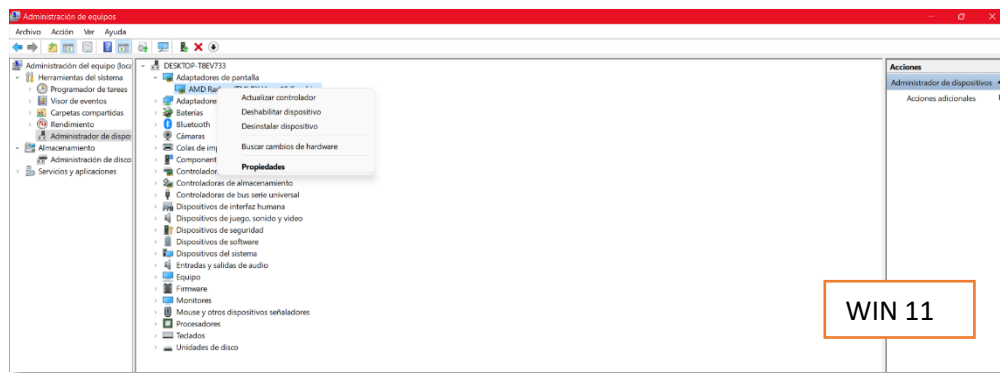 Administración de equipos
Archivo Acción Ver Ayuda
Administración del equipo (loca
Herramientas del sistema
Programador de tareas
Visor de eventos
Carpetas compartidas
Rendimiento
Administrador de dispo
Almacenamiento
Administración de disco
Servicios y aplicaciones
DESKTOP-T8EV733
Adaptadores de pantalla
AMD
Adaptadore
Baterías
Bluetooth
Cámaras
Colas de imp
Component
Controlador
Controladoras de almacenamiento
Controladoras de bus serie universal
Dispositivos de interfaz humana
Dispositivos de juego, sonido y video
Dispositivos de seguridad
Dispositivos de software
Dispositivos del sistema
Entradas y salidas de audio
Equipo
Firmware
Monitores
Mouse y otros dispositivos señaladores
Procesadores
Teclados
Unidades de disco
Actualizar controlador
Deshabilitar dispositivo
Desinstalar dispositivo
Buscar cambios de hardware
Propiedades
Acciones
Administrador de dispositivos
Acciones adicionales
WIN 11